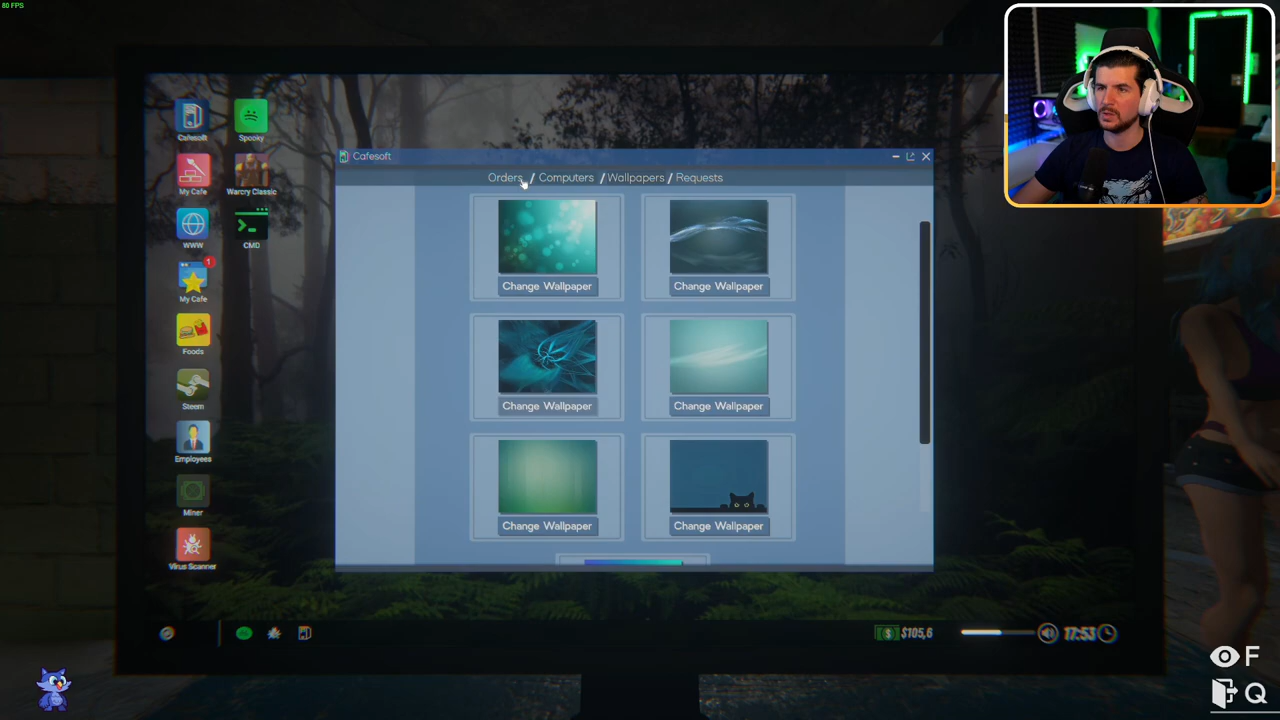 80 FPS
Cafesoft
Spooky
My Cafe
Warcry Classic
WWW
CMD
1
My Cafe
Foods
Steem
Employees
Miner
Virus Scanner
Cafesoft
Orders / Computers / Wallpapers / Requests
Change Wallpaper
Change Wallpaper
Change Wallpaper
Change Wallpaper
Change Wallpaper
Change Wallpaper
$105,6
17:53
F
Q